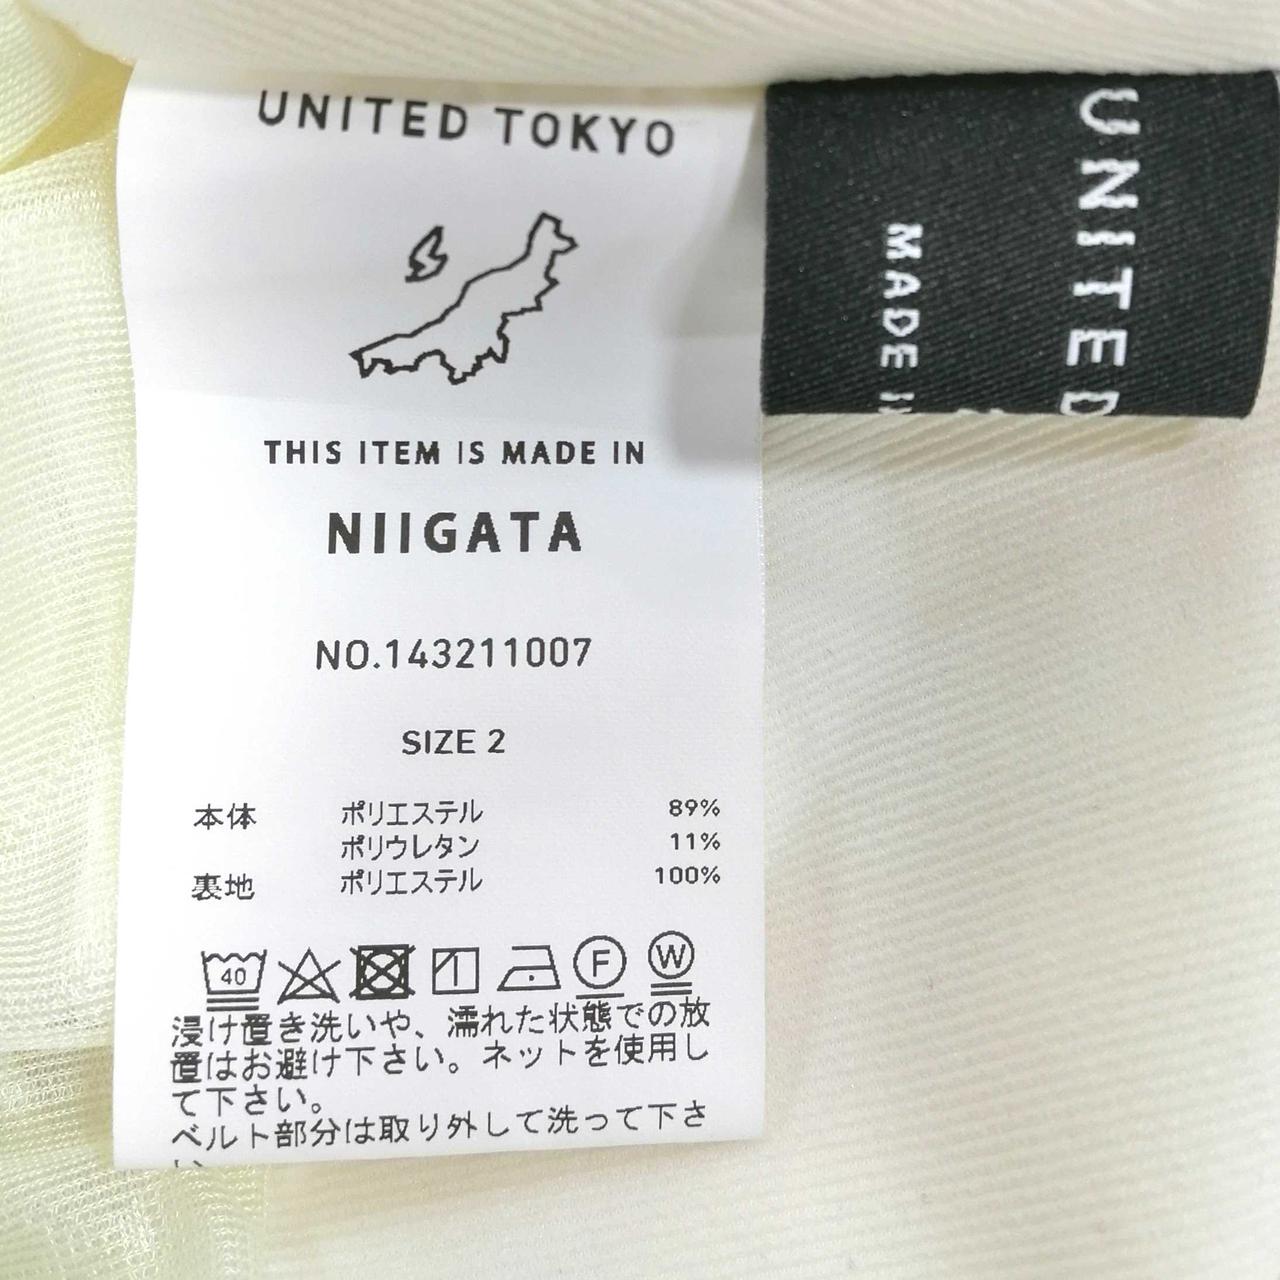 UNITED TOKYO
THIS ITEM IS MADE IN
NIIGATA
NO.143211007
SIZE 2
本体 ポリエステル 89%
ポリウレタン 11%
裏地 ポリエステル 100%
40
F
W
浸け置き洗いや、濡れた状態での放
置はお避け下さい。ネットを使用し
て下さい。
ベルト部分は取り外して洗って下さ
UNITED
MADE